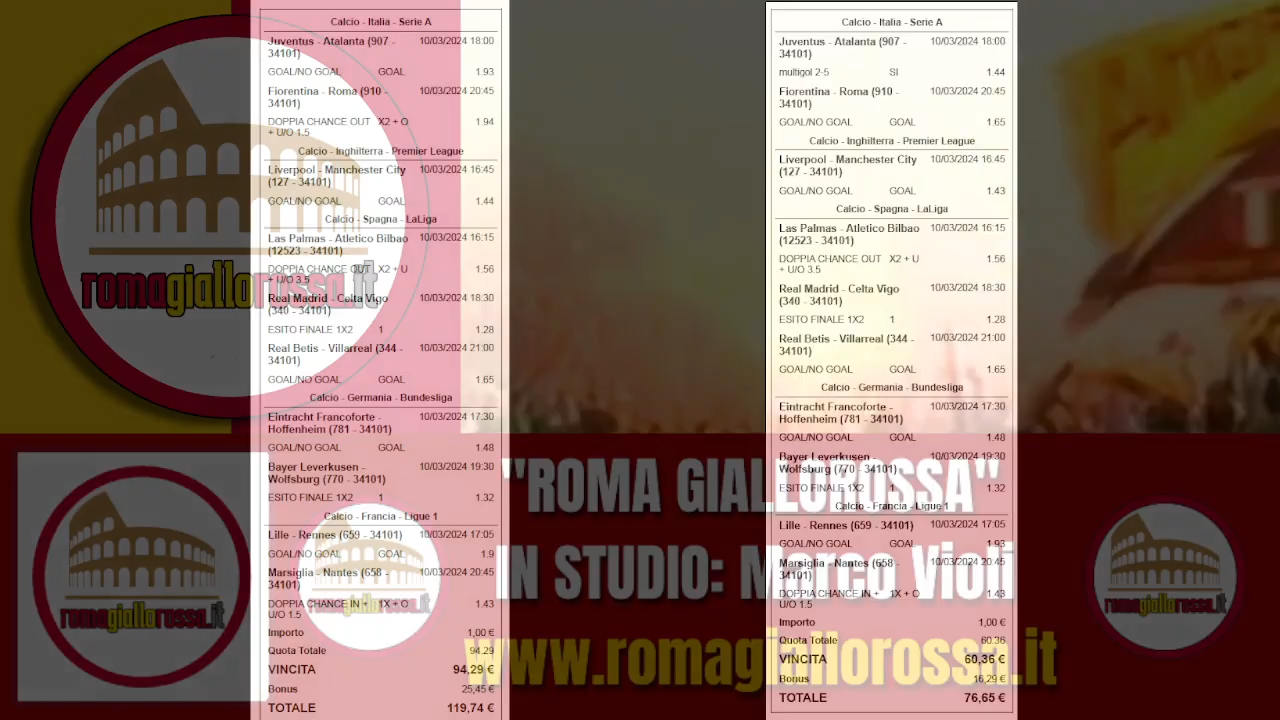 Calcio - Italia - Serie A
Juventus - Atalanta (907 - 10/03/2024 18:00
34101)
GOAL/NO GOAL GOAL 1.93
Fiorentina - Roma (910 - 10/03/2024 20:45
34101)
DOPPIA CHANCE OUT X2 + O 1.94
+ U/O 1.5
Calcio - Inghilterra - Premier League
Liverpool - Manchester City 10/03/2024 16:45
(127 - 34101)
GOAL/NO GOAL GOAL 1.44
Calcio - Spagna - LaLiga
Las Palmas - Atletico Bilbao 10/03/2024 16:15
(12523 - 34101)
DOPPIA CHANCE OUT X2 + U 1.56
+ U/O 3.5
Real Madrid - Celta Vigo 10/03/2024 18:30
(340 - 34101)
ESITO FINALE 1X2 1 1.28
Real Betis - Villarreal (344 - 10/03/2024 21:00
34101)
GOAL/NO GOAL GOAL 1.65
Calcio - Germania - Bundesliga
Eintracht Francoforte - 10/03/2024 17:30
Hoffenheim (781 - 34101)
GOAL/NO GOAL GOAL 1.48
Bayer Leverkusen - 10/03/2024 19:30
Wolfsburg (770 - 34101)
ESITO FINALE 1X2 1 1.32
Calcio - Francia - Ligue 1
Lille - Rennes (659 - 34101) 10/03/2024 17:05
GOAL/NO GOAL GOAL 1.9
Marsiglia - Nantes (658 - 10/03/2024 20:45
34101)
DOPPIA CHANCE IN + 1X + O 1.43
U/O 1.5
Importo 1,00 €
Quota Totale 94.29
VINCITA 94,29 €
Bonus 25,45 €
TOTALE 119,74 €
Calcio - Italia - Serie A
Juventus - Atalanta (907 - 10/03/2024 18:00
34101)
multigol 2-5 SI 1.44
Fiorentina - Roma (910 - 10/03/2024 20:45
34101)
GOAL/NO GOAL GOAL 1.65
Calcio - Inghilterra - Premier League
Liverpool - Manchester City 10/03/2024 16:45
(127 - 34101)
GOAL/NO GOAL GOAL 1.43
Calcio - Spagna - LaLiga
Las Palmas - Atletico Bilbao 10/03/2024 16:15
(12523 - 34101)
DOPPIA CHANCE OUT X2 + U 1.56
+ U/O 3.5
Real Madrid - Celta Vigo 10/03/2024 18:30
(340 - 34101)
ESITO FINALE 1X2 1 1.28
Real Betis - Villarreal (344 - 10/03/2024 21:00
34101)
GOAL/NO GOAL GOAL 1.65
Calcio - Germania - Bundesliga
Eintracht Francoforte - 10/03/2024 17:30
Hoffenheim (781 - 34101)
GOAL/NO GOAL GOAL 1.48
Bayer Leverkusen - 10/03/2024 19:30
Wolfsburg (770 - 34101)
ESITO FINALE 1X2 1 1.32
Calcio - Francia - Ligue 1
Lille - Rennes (659 - 34101) 10/03/2024 17:05
GOAL/NO GOAL GOAL 1.93
Marsiglia - Nantes (658 - 10/03/2024 20:45
34101)
DOPPIA CHANCE IN + 1X + O 1.43
U/O 1.5
Importo 1,00 €
Quota Totale 60.36
VINCITA 60,36 €
Bonus 16,29 €
TOTALE 76,65 €
romagiallorossa.it
"ROMA GIALLOROSSA"
IN STUDIO: Marco Violi
www.romagiallorossa.it
romagiallorossa.it
romagiallorossa.it
romagiallorossa.it